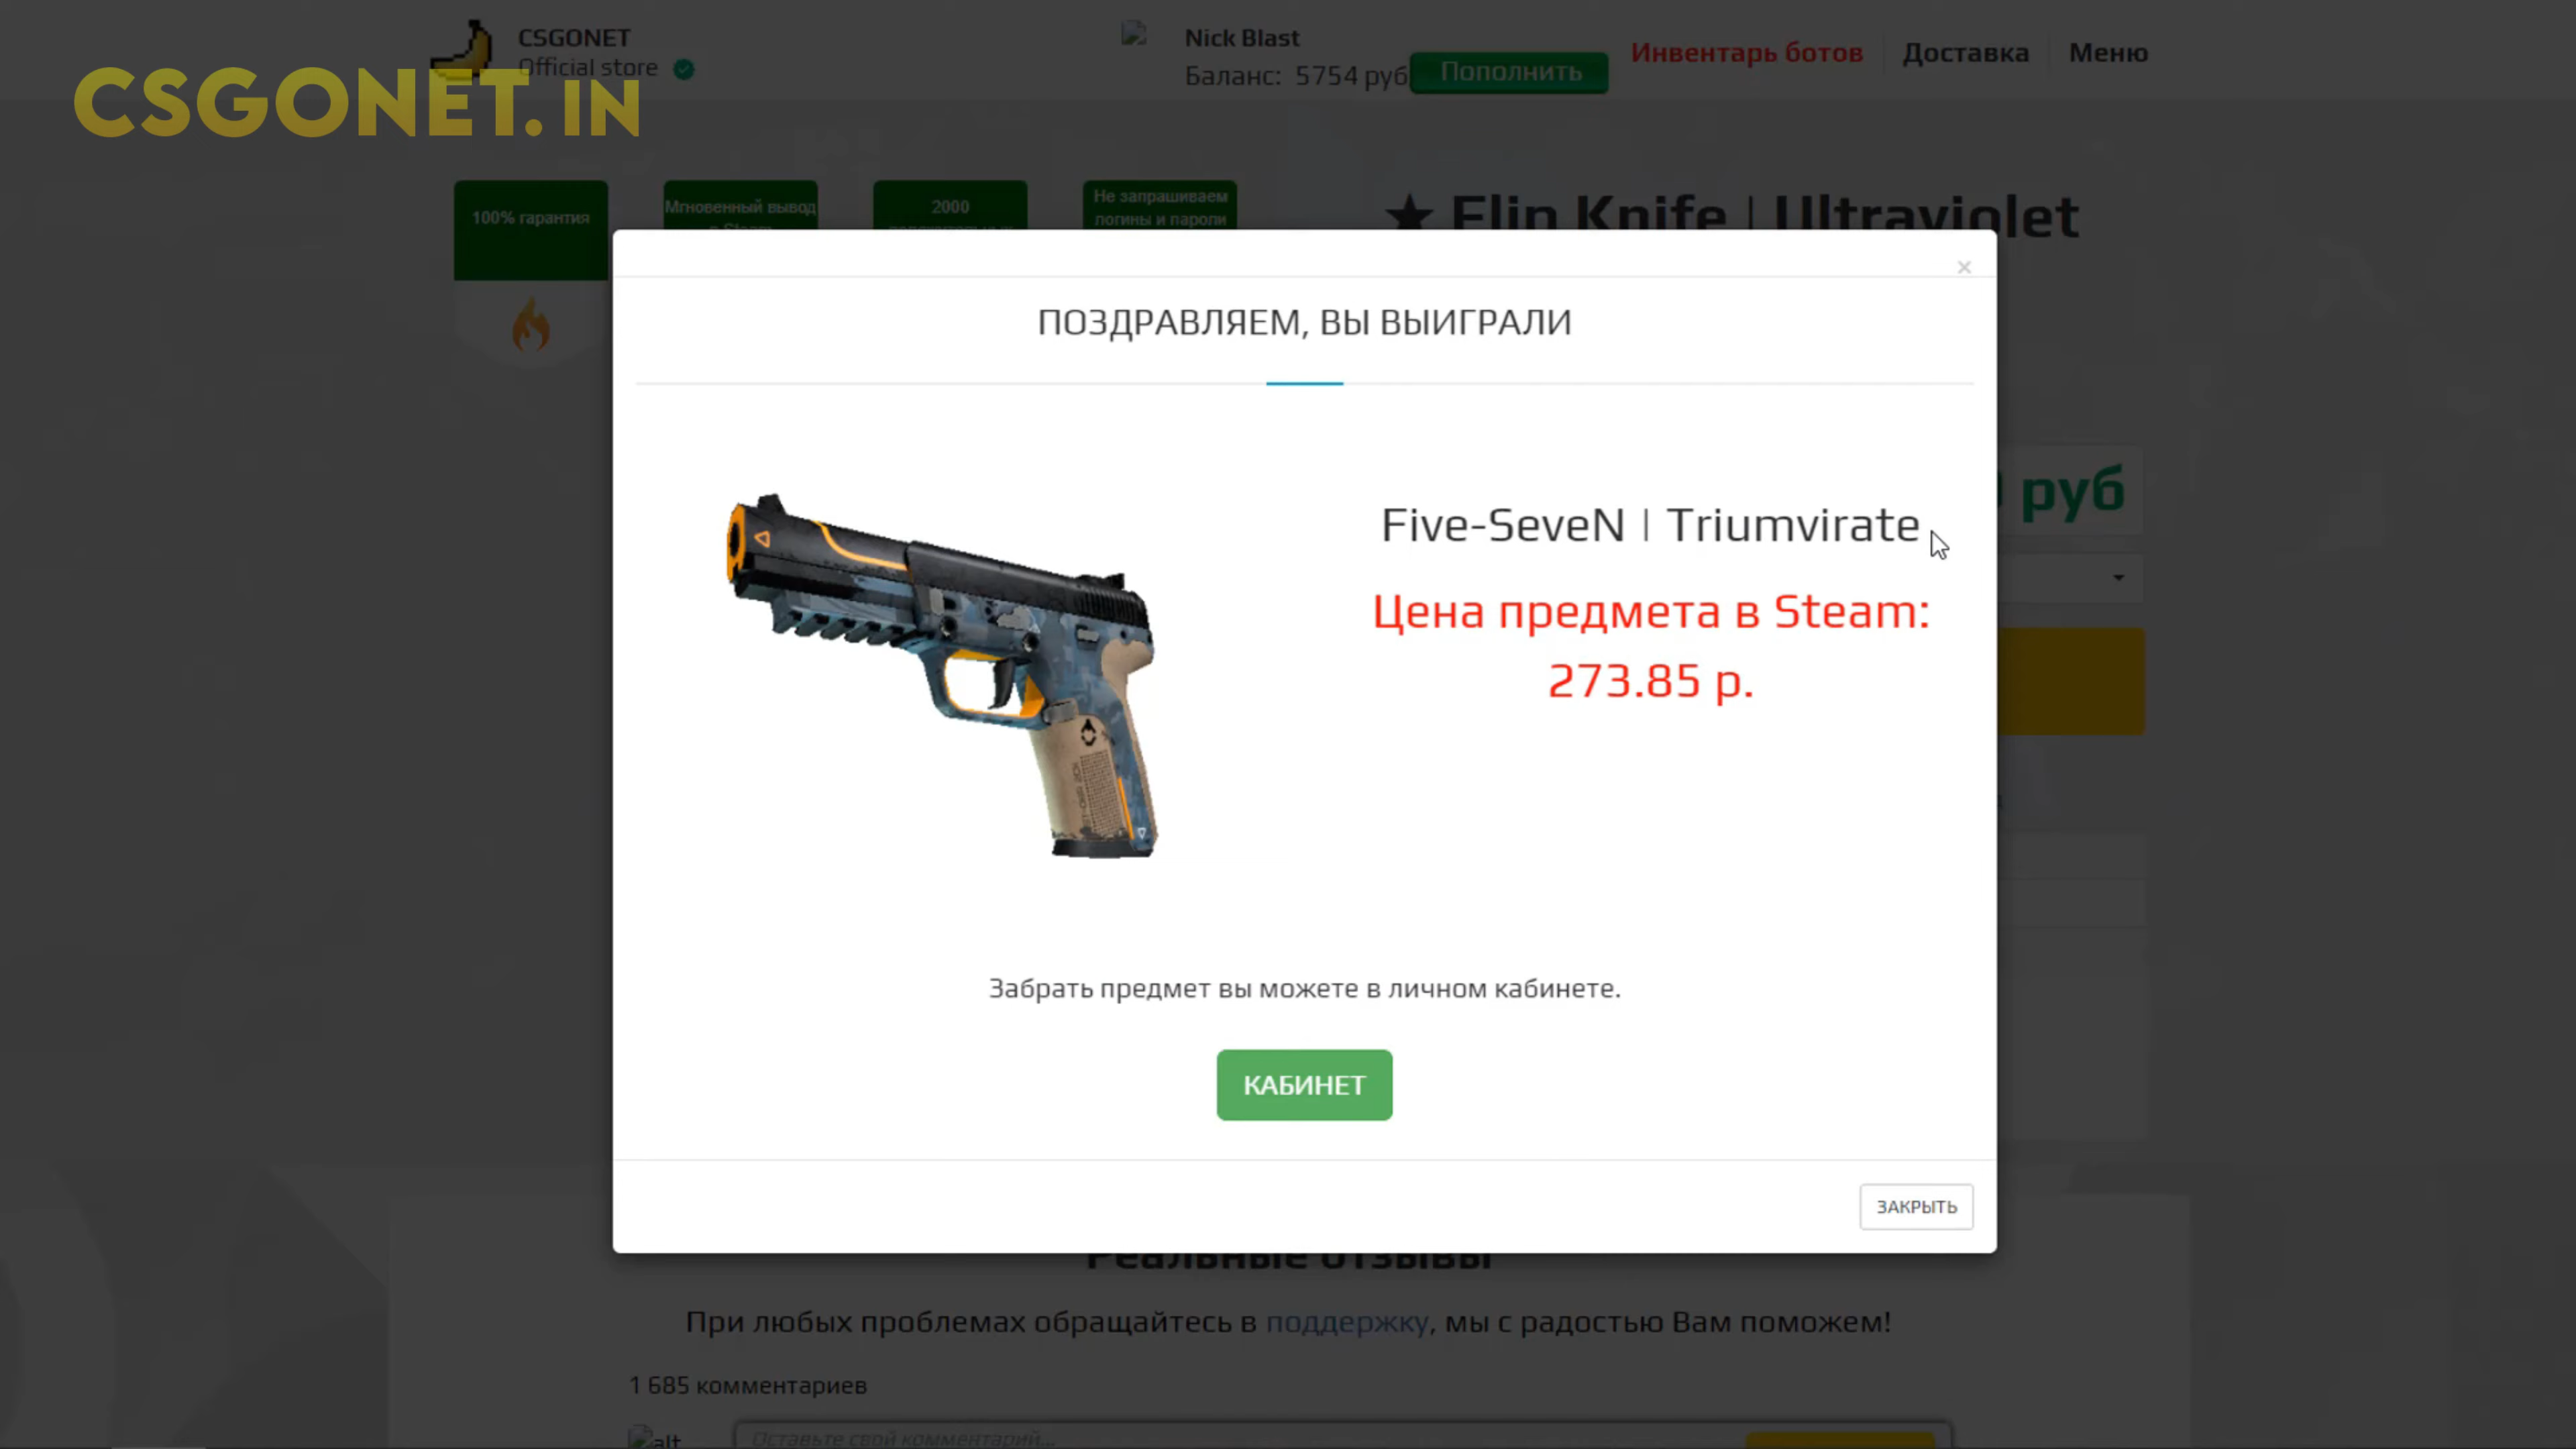 CSGONET
Official store
CSGONET.IN
Nick Blast
Баланс: 5754 руб
Пополнить
Инвентарь ботов
Доставка
Меню
100% гарантия
Мгновенный вывод
в Steam
2000
Не запрашиваем
логины и пароли
★ Flip Knife | Ultraviolet
×
ПОЗДРАВЛЯЕМ, ВЫ ВЫИГРАЛИ
руб
Five-SeveN | Triumvirate
Цена предмета в Steam:
273.85 р.
Забрать предмет вы можете в личном кабинете.
КАБИНЕТ
ЗАКРЫТЬ
Реальные отзывы
При любых проблемах обращайтесь в поддержку, мы с радостью Вам поможем!
1 685 комментариев
alt
Оставьте свой комментарий...